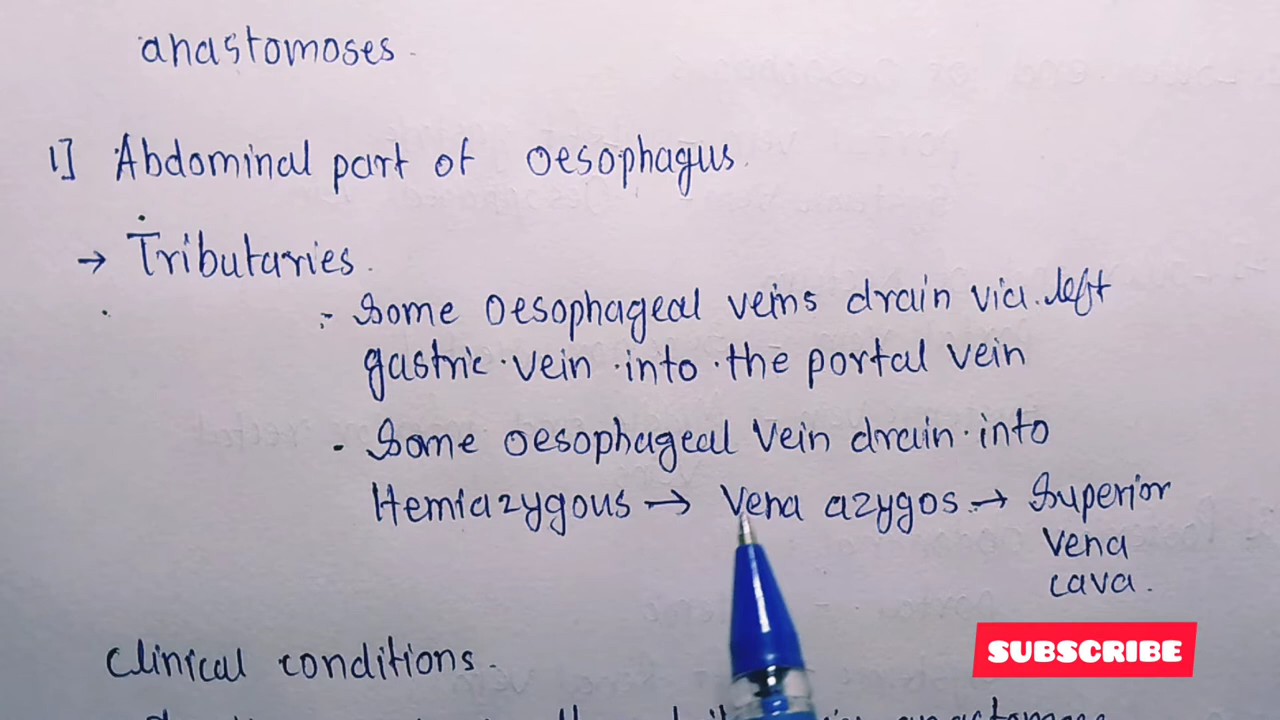 anastomoses.
1] Abdominal part of oesophagus.
→ Tributaries.
:- Some oesophageal veins drain via left
gastric vein into the portal vein
- Some oesophageal vein drain into
Hemiazygous → Vena azygos → Superior
vena
cava.
SUBSCRIBE
Clinical conditions.